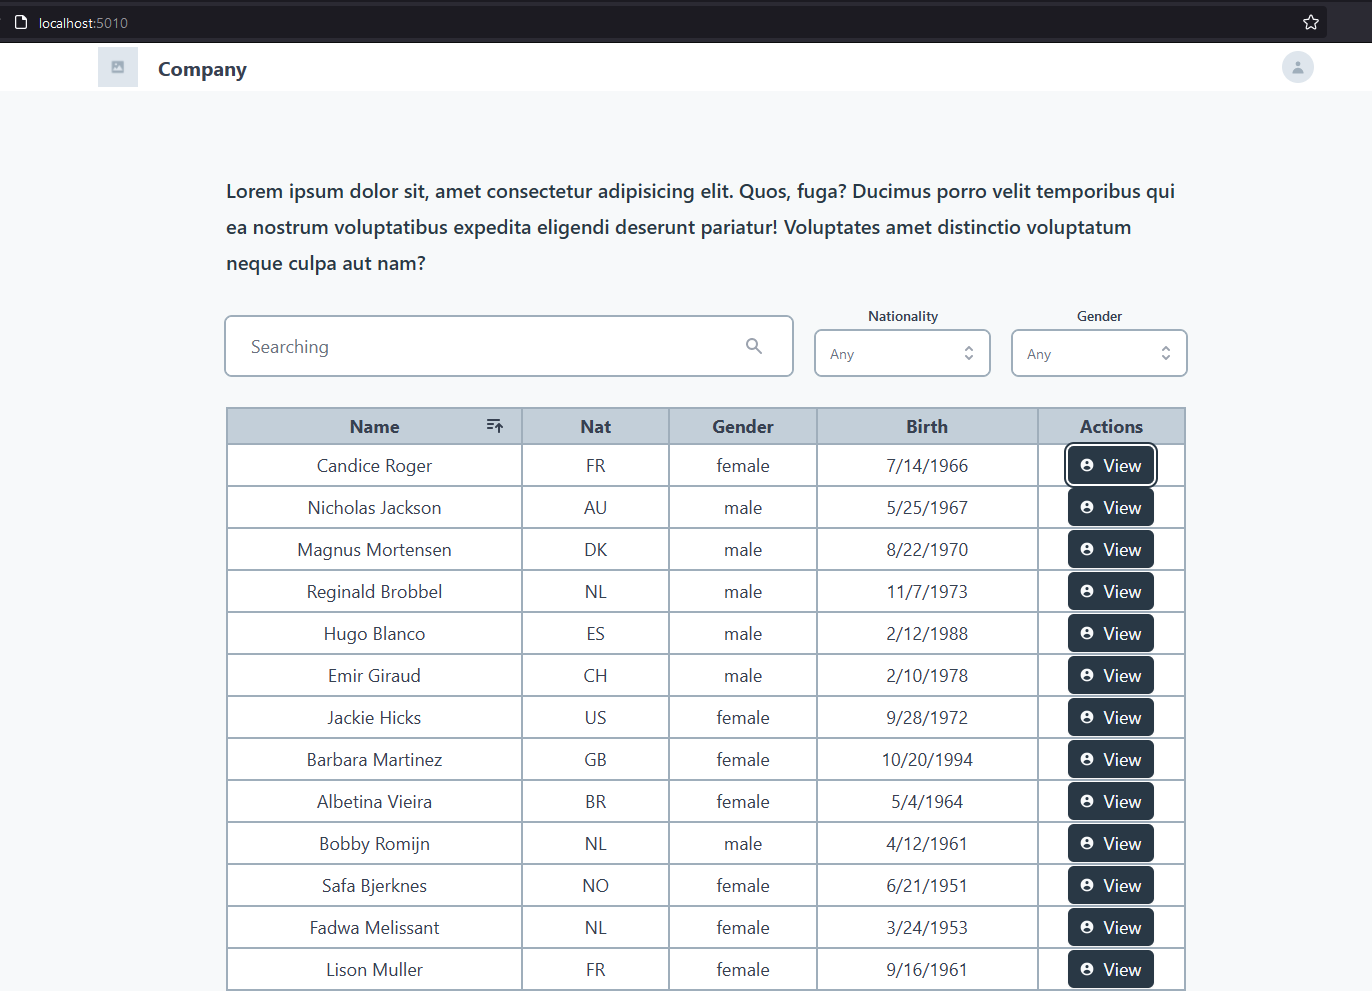 localhost:5010
Company
Lorem ipsum dolor sit, amet consectetur adipisicing elit. Quos, fuga? Ducimus porro velit temporibus qui
ea nostrum voluptatibus expedita eligendi deserunt pariatur! Voluptates amet distinctio voluptatum
neque culpa aut nam?
Nationality Gender
Searching Any Any
Name Nat Gender Birth Actions
Candice Roger FR female 7/14/1966 View
Nicholas Jackson AU male 5/25/1967 View
Magnus Mortensen DK male 8/22/1970 View
Reginald Brobbel NL male 11/7/1973 View
Hugo Blanco ES male 2/12/1988 View
Emir Giraud CH male 2/10/1978 View
Jackie Hicks US female 9/28/1972 View
Barbara Martinez GB female 10/20/1994 View
Albetina Vieira BR female 5/4/1964 View
Bobby Romijn NL male 4/12/1961 View
Safa Bjerknes NO female 6/21/1951 View
Fadwa Melissant NL female 3/24/1953 View
Lison Muller FR female 9/16/1961 View